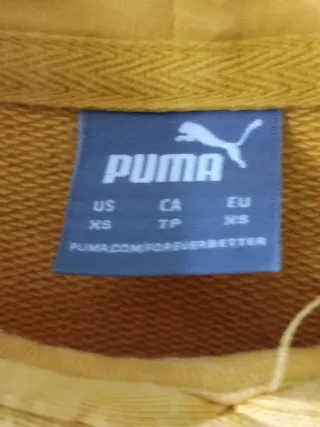 PUMA
US CA EU
XS TP XS
PUMA.COM/FOREVERBETTER